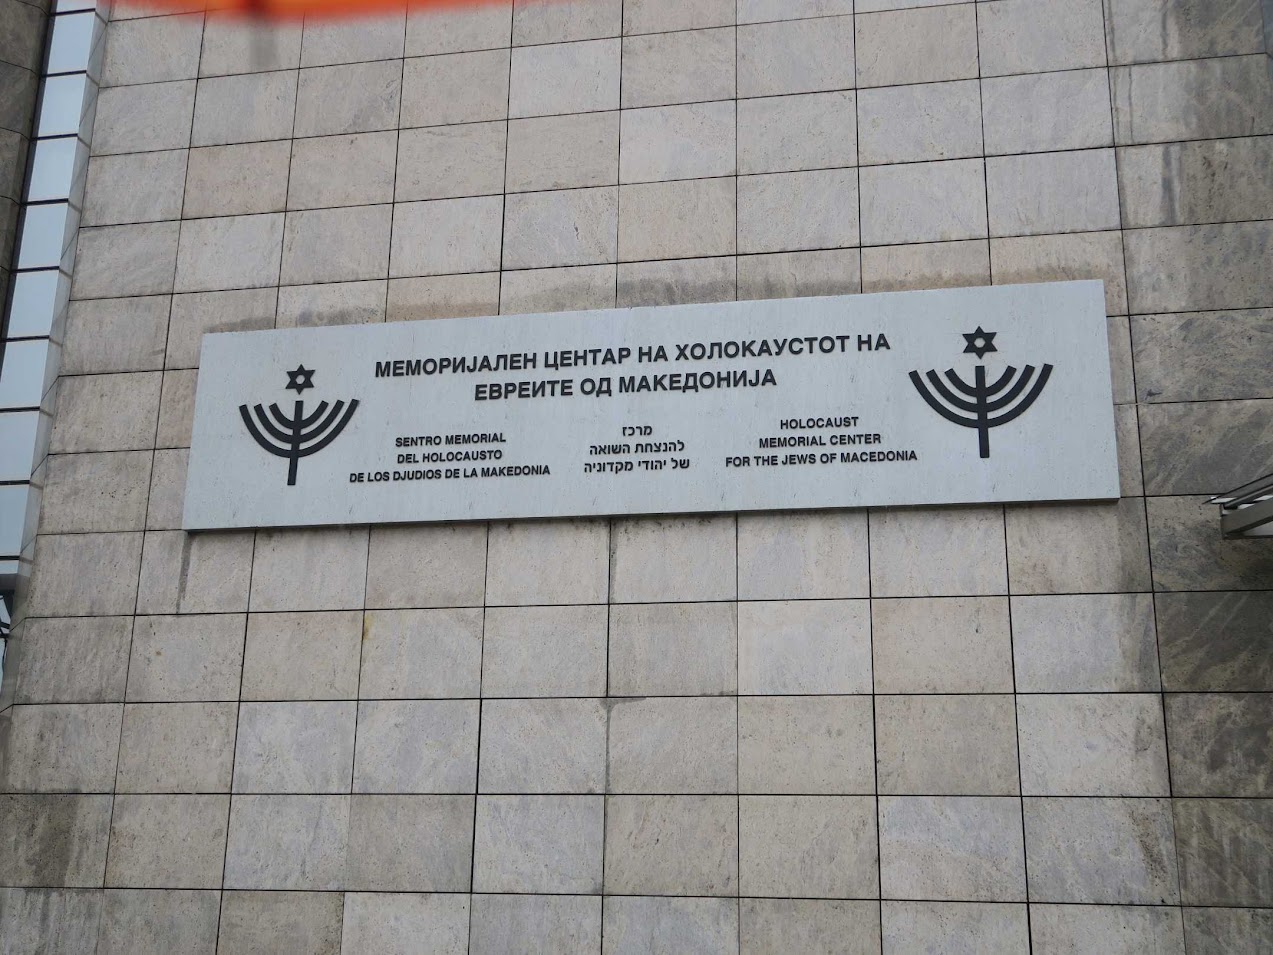 МЕМОРИЈАЛЕН ЦЕНТАР НА ХОЛОКАУСТОТ НА
ЕВРЕИТЕ ОД МАКЕДОНИЈА
SENTRO MEMORIAL
DEL HOLOCAUSTO
DE LOS DJUDIOS DE LA MAKEDONIA
מרכז
להנצחת השואה
של יהודי מקדוניה
HOLOCAUST
MEMORIAL CENTER
FOR THE JEWS OF MACEDONIA